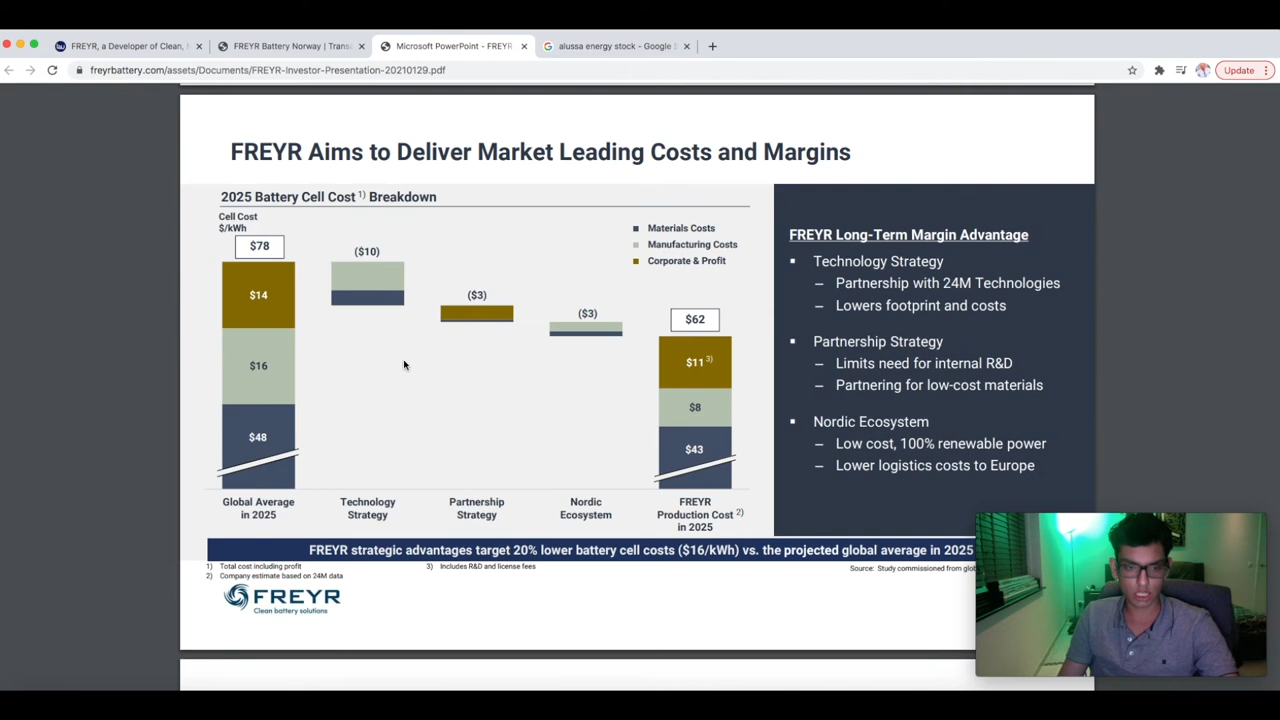 FREYR, a Developer of Clean,
FREYR Battery Norway | Trans
Microsoft PowerPoint - FREYR
alussa energy stock - Google
freyrbattery.com/assets/Documents/FREYR-Investor-Presentation-20210129.pdf
Update
FREYR Aims to Deliver Market Leading Costs and Margins
2025 Battery Cell Cost 1) Breakdown
Cell Cost
$/kWh
Materials Costs
Manufacturing Costs
Corporate & Profit
$78
($10)
($3)
($3)
$62
$14
$16
$48
$11 3)
$8
$43
Global Average
in 2025
Technology
Strategy
Partnership
Strategy
Nordic
Ecosystem
FREYR
Production Cost 2)
in 2025
FREYR Long-Term Margin Advantage
Technology Strategy
– Partnership with 24M Technologies
– Lowers footprint and costs
Partnership Strategy
– Limits need for internal R&D
– Partnering for low-cost materials
Nordic Ecosystem
– Low cost, 100% renewable power
– Lower logistics costs to Europe
FREYR strategic advantages target 20% lower battery cell costs ($16/kWh) vs. the projected global average in 2025
1) Total cost including profit
2) Company estimate based on 24M data
3) Includes R&D and license fees
Source: Study commissioned from
FREYR
Clean battery solutions